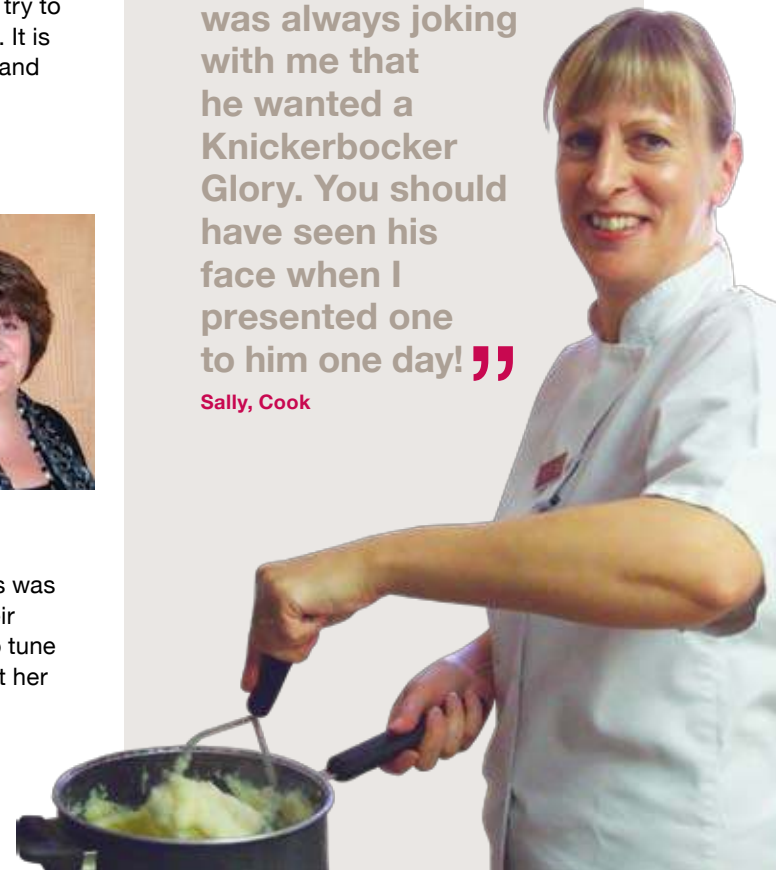 try to
. It is
and
s was
ir
tune
t her
was always joking
with me that
he wanted a
Knickerbocker
Glory. You should
have seen his
face when I
presented one
to him one day!”
Sally, Cook